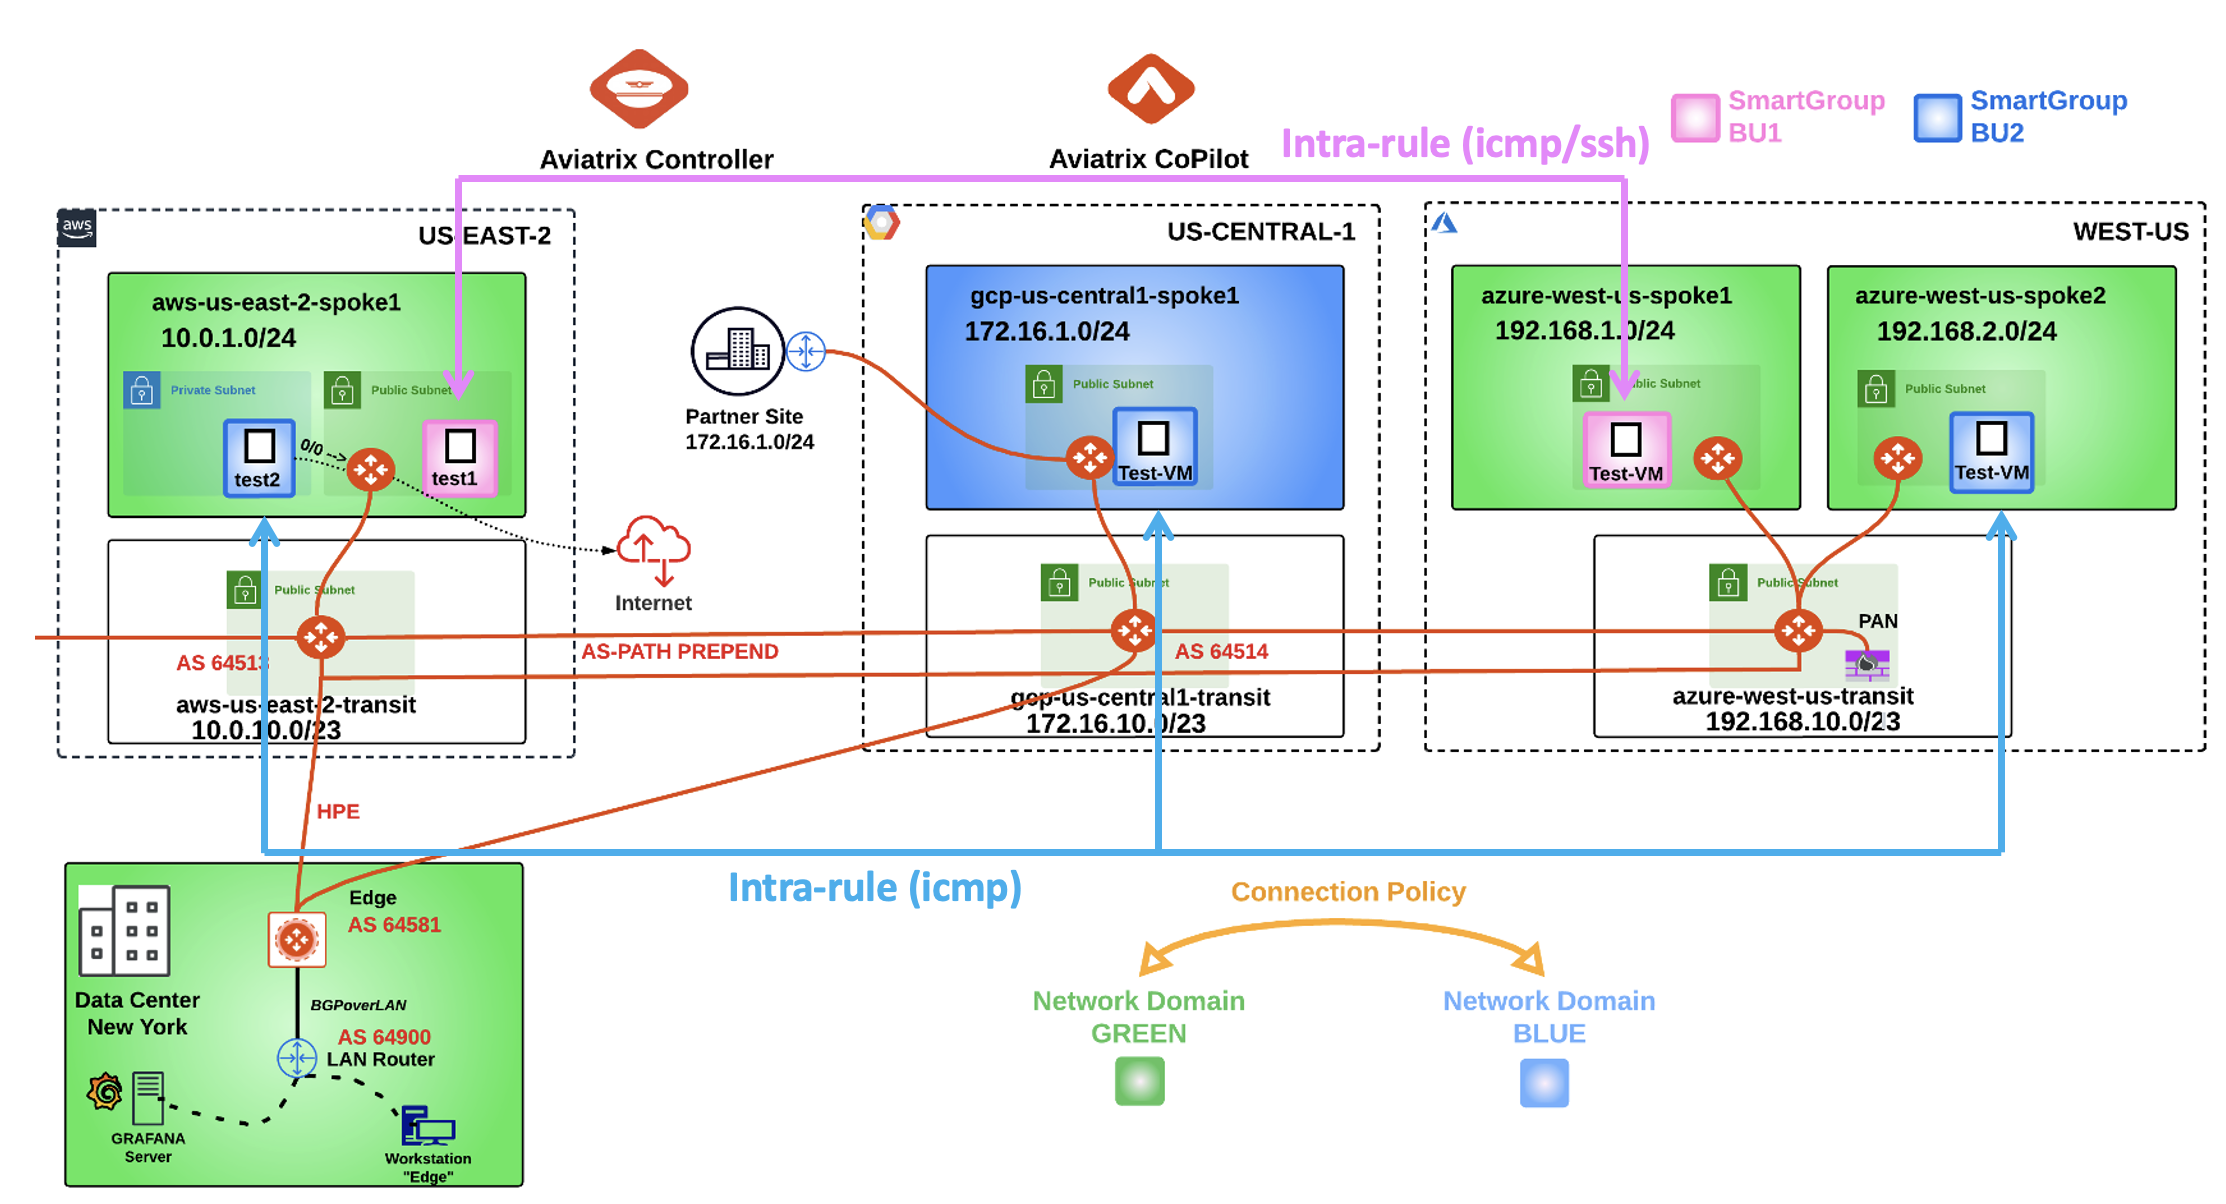 Aviatrix Controller
Aviatrix CoPilot
Intra-rule (icmp/ssh)
SmartGroup
BU1
SmartGroup
BU2
aws
US-EAST-2
aws-us-east-2-spoke1
10.0.1.0/24
Private Subnet
Public Subnet
0/0 -->
test2
test1
Internet
Public Subnet
AS 64513
aws-us-east-2-transit
10.0.10.0/23
AS-PATH PREPEND
HPE
Partner Site
172.16.1.0/24
US-CENTRAL-1
gcp-us-central1-spoke1
172.16.1.0/24
Public Subnet
Test-VM
Public Subnet
AS 64514
gcp-us-central1-transit
172.16.10.0/23
WEST-US
azure-west-us-spoke1
192.168.1.0/24
Public Subnet
Test-VM
azure-west-us-spoke2
192.168.2.0/24
Public Subnet
Test-VM
Public Subnet
PAN
azure-west-us-transit
192.168.10.0/23
Intra-rule (icmp)
Edge
AS 64581
Data Center
New York
BGPoverLAN
AS 64900
LAN Router
GRAFANA
Server
Workstation
"Edge"
Connection Policy
Network Domain
GREEN
Network Domain
BLUE